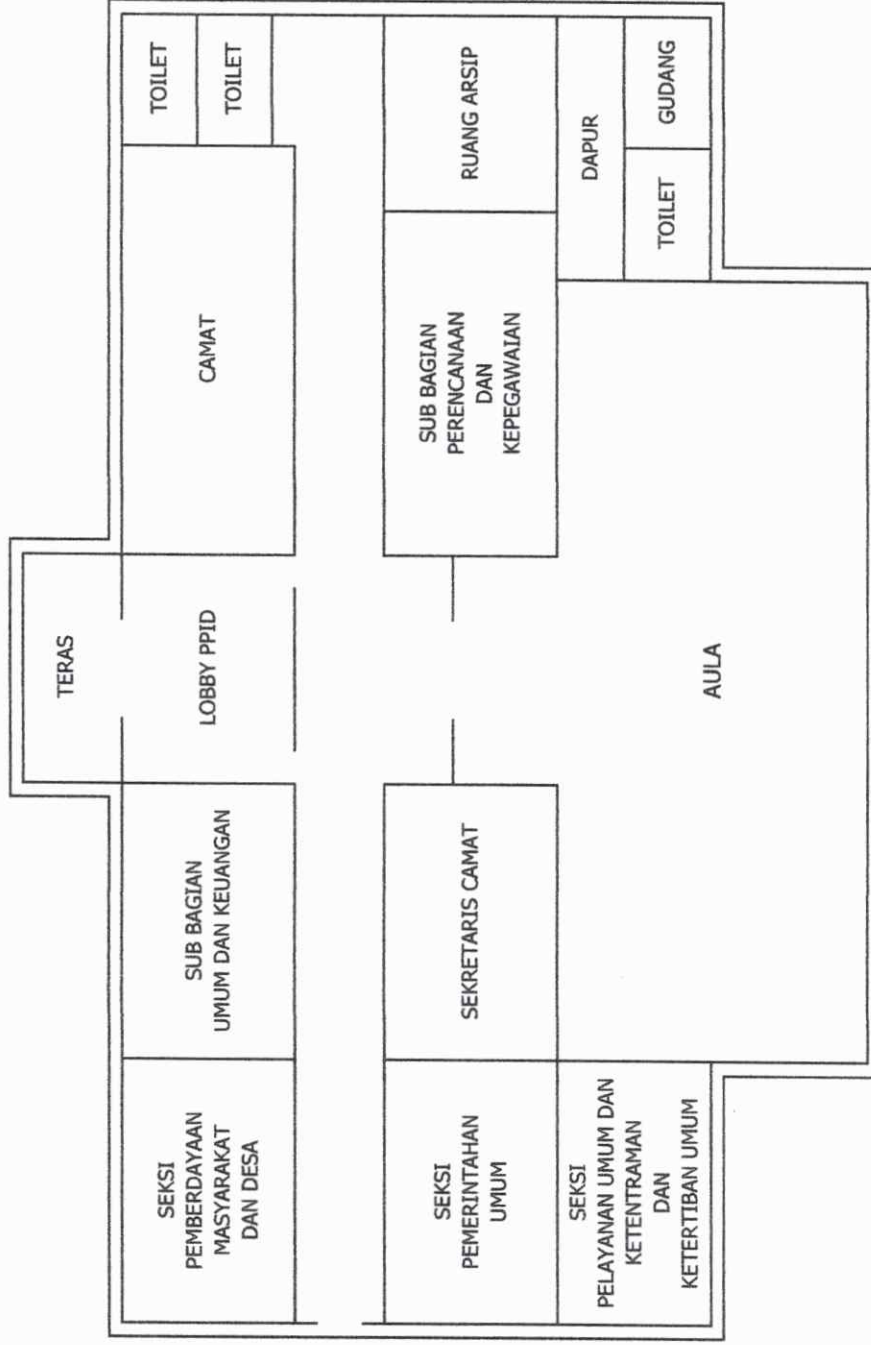 TERAS
SEKSI
PEMBERDAYAAN
MASYARAKAT
DAN DESA
SUB BAGIAN
UMUM DAN KEUANGAN
LOBBY PPID
CAMAT
TOILET
TOILET
SEKSI
PEMERINTAHAN
UMUM
SEKRETARIS CAMAT
SUB BAGIAN
PERENCANAAN
DAN
KEPEGAWAIAN
RUANG ARSIP
SEKSI
PELAYANAN UMUM DAN
KETENTRAMAN
DAN
KETERTIBAN UMUM
AULA
DAPUR
TOILET
GUDANG